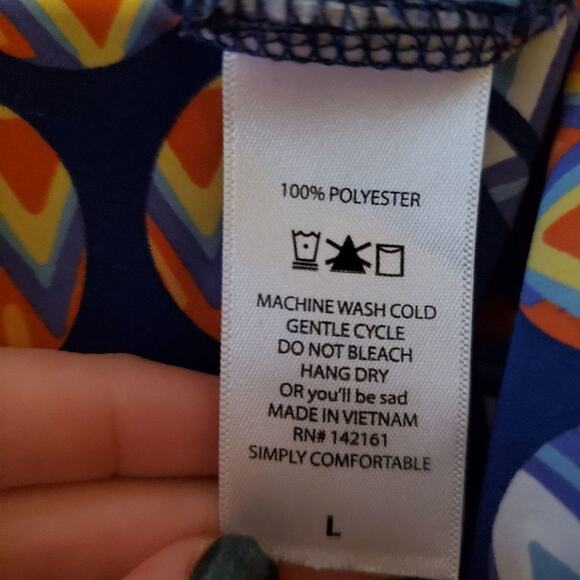 100% POLYESTER
MACHINE WASH COLD
GENTLE CYCLE
DO NOT BLEACH
HANG DRY
OR you'll be sad
MADE IN VIETNAM
RN# 142161
SIMPLY COMFORTABLE
L